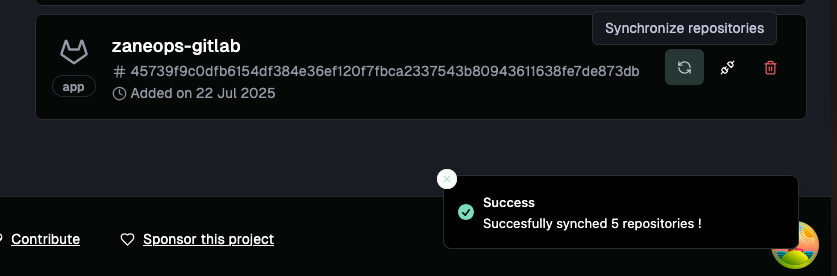 Synchronize repositories
zaneops-gitlab
45739f9c0dfb6154df384e36ef120f7fbca2337543b80943611638fe7de873db
app
Added on 22 Jul 2025
Success
Succesfully synched 5 repositories !
Contribute
Sponsor this project